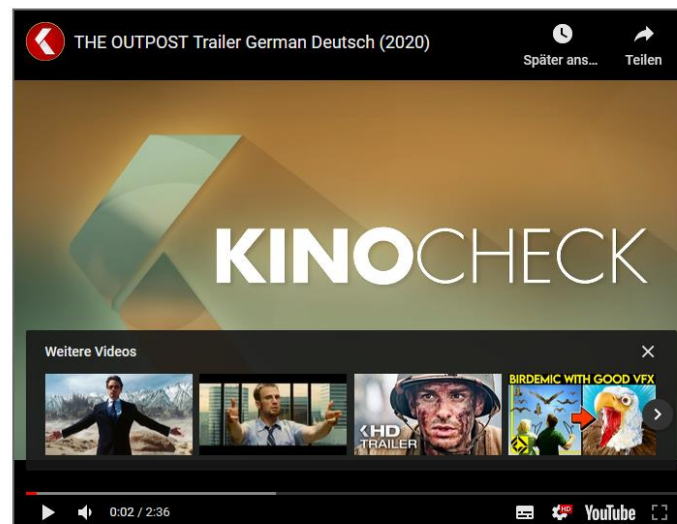 THE OUTPOST Trailer German Deutsch (2020)
Später ans...
Teilen
KINOCHECK
Weitere Videos
HD
TRAILER
BIRDEMIC WITH GOOD VFX
0:02 / 2:36
HD
YouTube